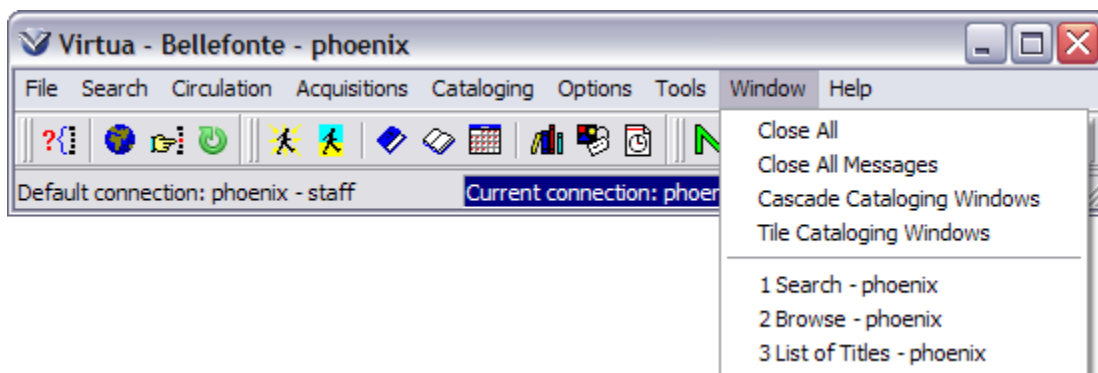 Virtua - Bellefonte - phoenix
File Search Circulation Acquisitions Cataloging Options Tools Window Help
Default connection: phoenix - staff Current connection:
Close All
Close All Messages
Cascade Cataloging Windows
Tile Cataloging Windows
1 Search - phoenix
2 Browse - phoenix
3 List of Titles - phoenix